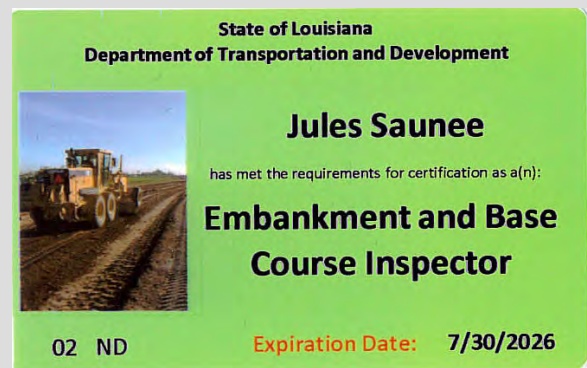 State of Louisiana
Department of Transportation and Development
Jules Saunee
has met the requirements for certification as a(n):
Embankment and Base
Course Inspector
02 ND
Expiration Date: 7/30/2026